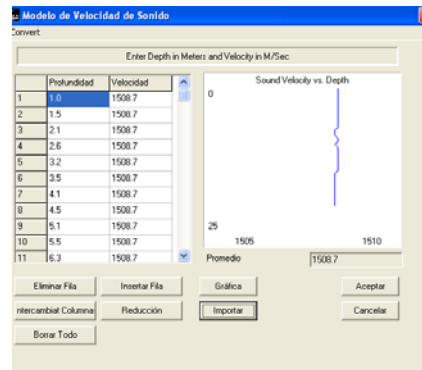 Modelo de Velocidad de Sonido
Convert
Enter Depth in Meters and Velocity in M/Sec
Profundidad Velocidad
1 1.0 1508.7
2 1.5 1508.7
3 2.1 1508.7
4 2.6 1508.7
5 3.2 1508.7
6 3.5 1508.7
7 4.1 1508.7
8 4.5 1508.7
9 5.1 1508.7
10 5.5 1508.7
11 6.3 1508.7
Sound Velocity vs. Depth
0
25
1505 1510
Promedio 1508.7
Eliminar Fila Insertar Fila Gráfica Aceptar
ntercambiat Columna Reducción Importar Cancelar
Borrar Todo